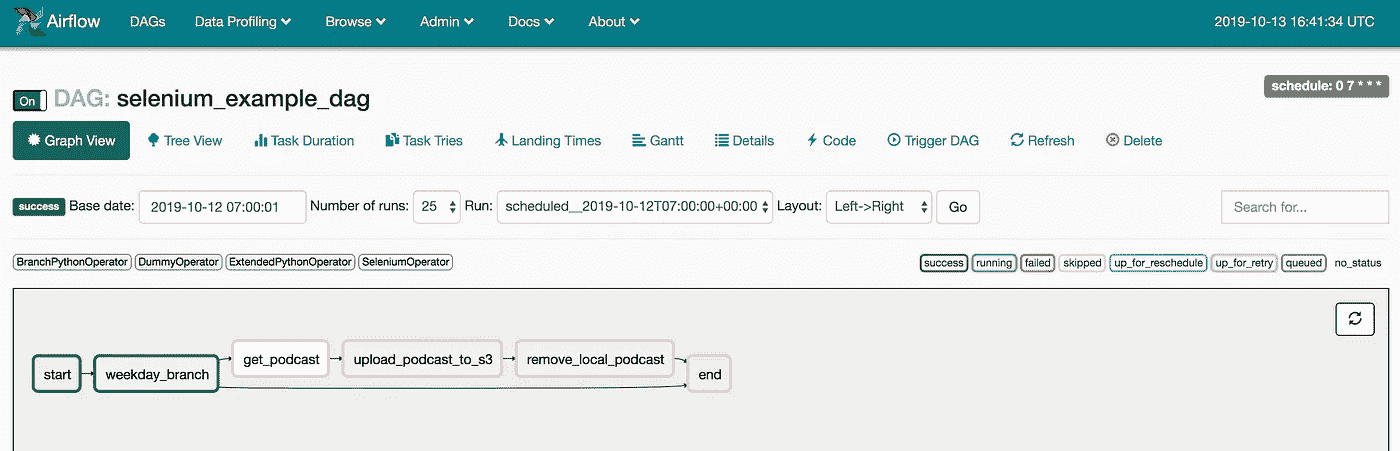 Airflow DAGs Data Profiling Browse Admin Docs About 2019-10-13 16:41:34 UTC
schedule: 0 7 * * *
On DAG: selenium_example_dag
Graph View Tree View Task Duration Task Tries Landing Times Gantt Details Code Trigger DAG Refresh Delete
success Base date: 2019-10-12 07:00:01 Number of runs: 25 Run: scheduled__2019-10-12T07:00:00+00:00 Layout: Left->Right Go Search for...
BranchPythonOperator DummyOperator ExtendedPythonOperator SeleniumOperator success running failed skipped up_for_reschedule up_for_retry queued no_status
get_podcast upload_podcast_to_s3 remove_local_podcast
start weekday_branch end